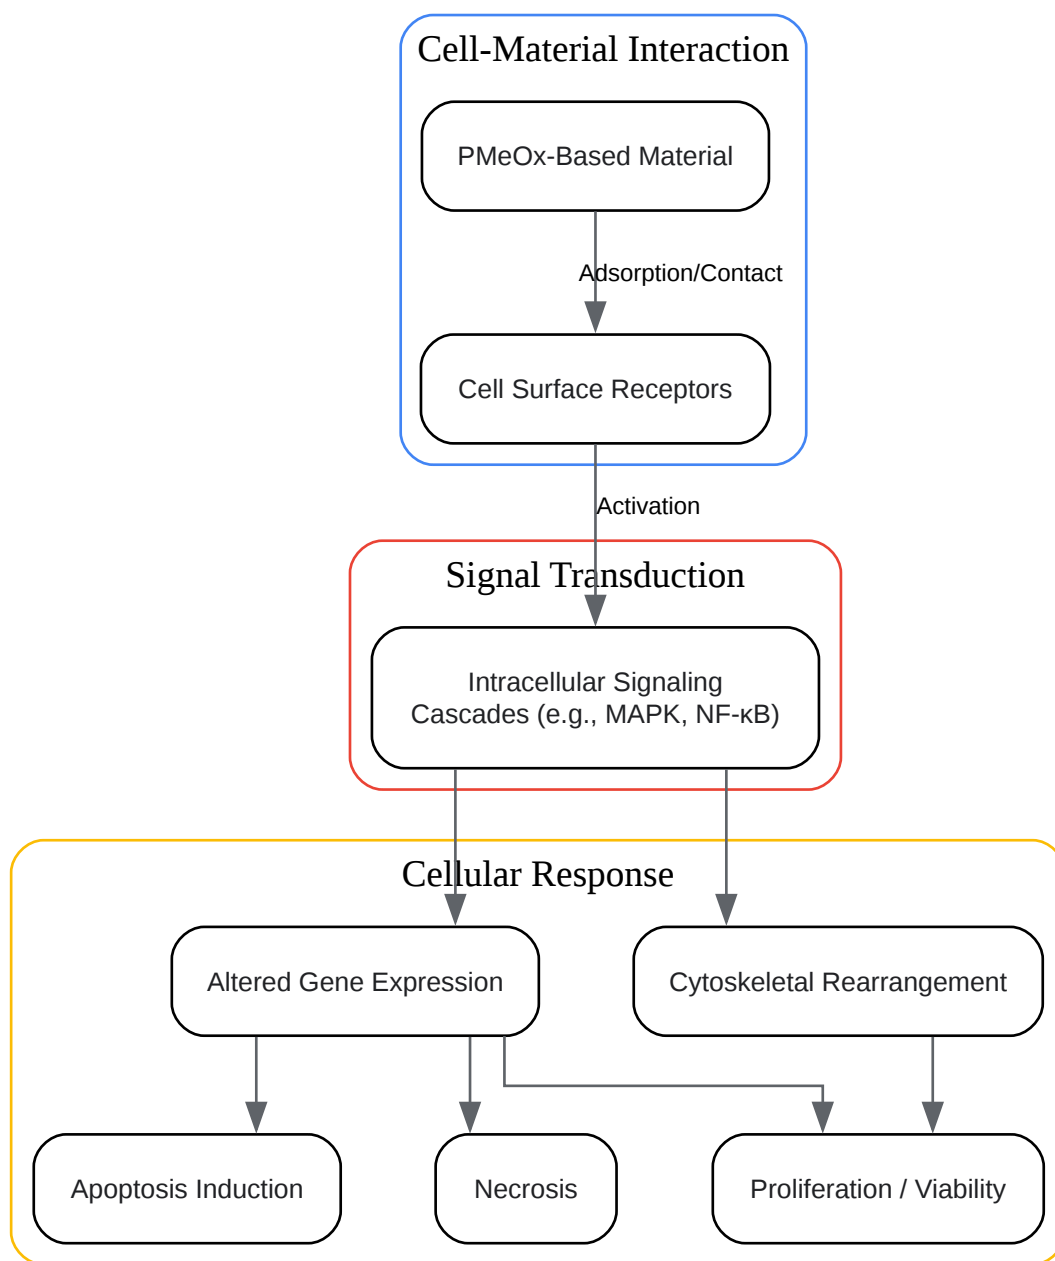 Cell-Material Interaction
PMeOx-Based Material
Adsorption/Contact
Cell Surface Receptors
Activation
Signal Transduction
Intracellular Signaling
Cascades (e.g., MAPK, NF-κB)
Cellular Response
Altered Gene Expression
Cytoskeletal Rearrangement
Apoptosis Induction
Necrosis
Proliferation / Viability